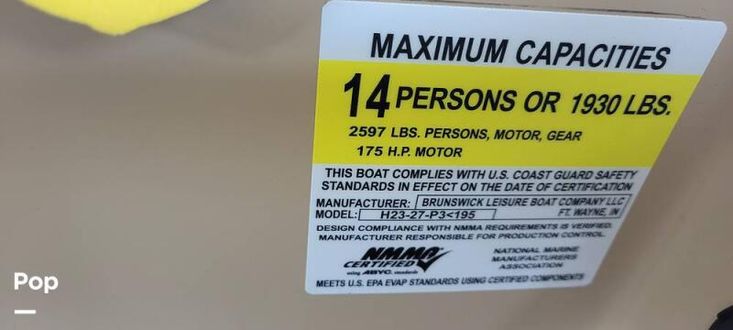 MAXIMUM CAPACITIES
14 PERSONS OR 1930 LBS.
2597 LBS. PERSONS, MOTOR, GEAR
175 H.P. MOTOR
THIS BOAT COMPLIES WITH U.S. COAST GUARD SAFETY
STANDARDS IN EFFECT ON THE DATE OF CERTIFICATION
MANUFACTURER: BRUNSWICK LEISURE BOAT COMPANY LLC
MODEL: H23-27-P3<195 FT. WAYNE, IN
DESIGN COMPLIANCE WITH NMMA REQUIREMENTS IS VERIFIED.
MANUFACTURER RESPONSIBLE FOR PRODUCTION CONTROL.
NMMA
CERTIFIED
using ABYC standards
NATIONAL MARINE
MANUFACTURERS
ASSOCIATION
MEETS U.S. EPA EVAP STANDARDS USING CERTIFIED COMPONENTS
Pop